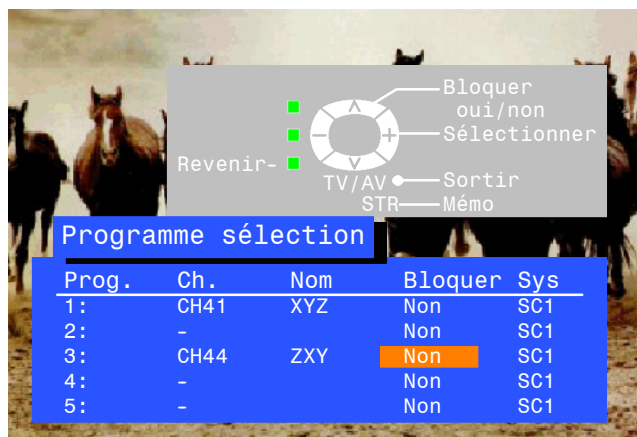 Bloquer
oui/non
Sélectionner
Revenir-
TV/AV Sortir
STR Mémo
Programme sélection
Prog. Ch. Nom Bloquer Sys
1: CH41 XYZ Non SC1
2: - Non SC1
3: CH44 ZXY Non SC1
4: - Non SC1
5: - Non SC1